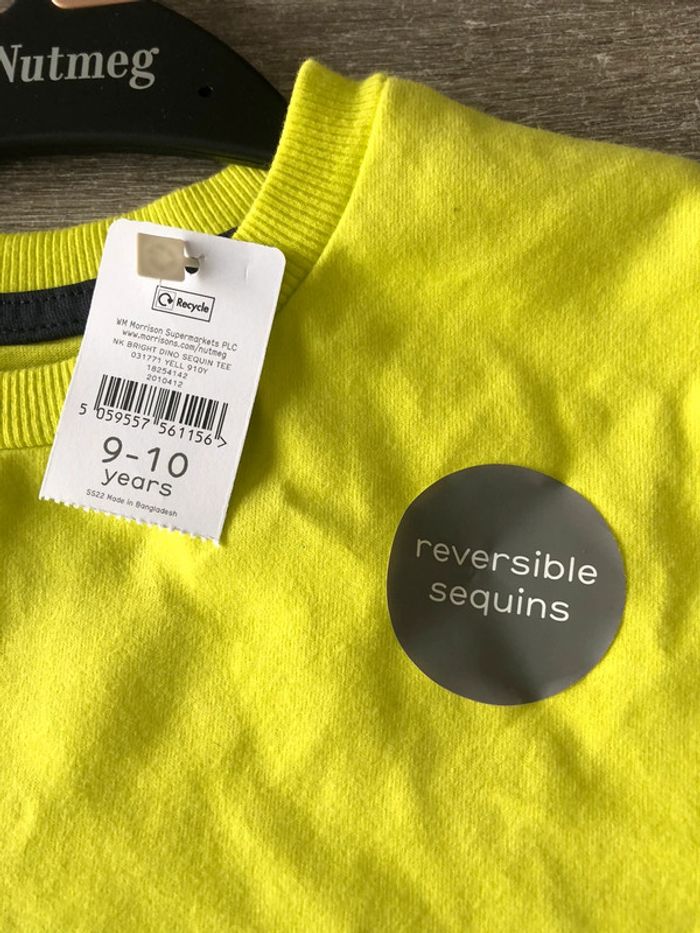 Nutmeg
Recycle
WM Morrison Supermarkets PLC
www.morrisons.com/nutmeg
NK BRIGHT DINO SEQUIN TEE
031771 YELL 910Y
18254142
2010412
5 059557 561156 >
9-10
years
SS22 Made in Bangladesh
reversible
sequins